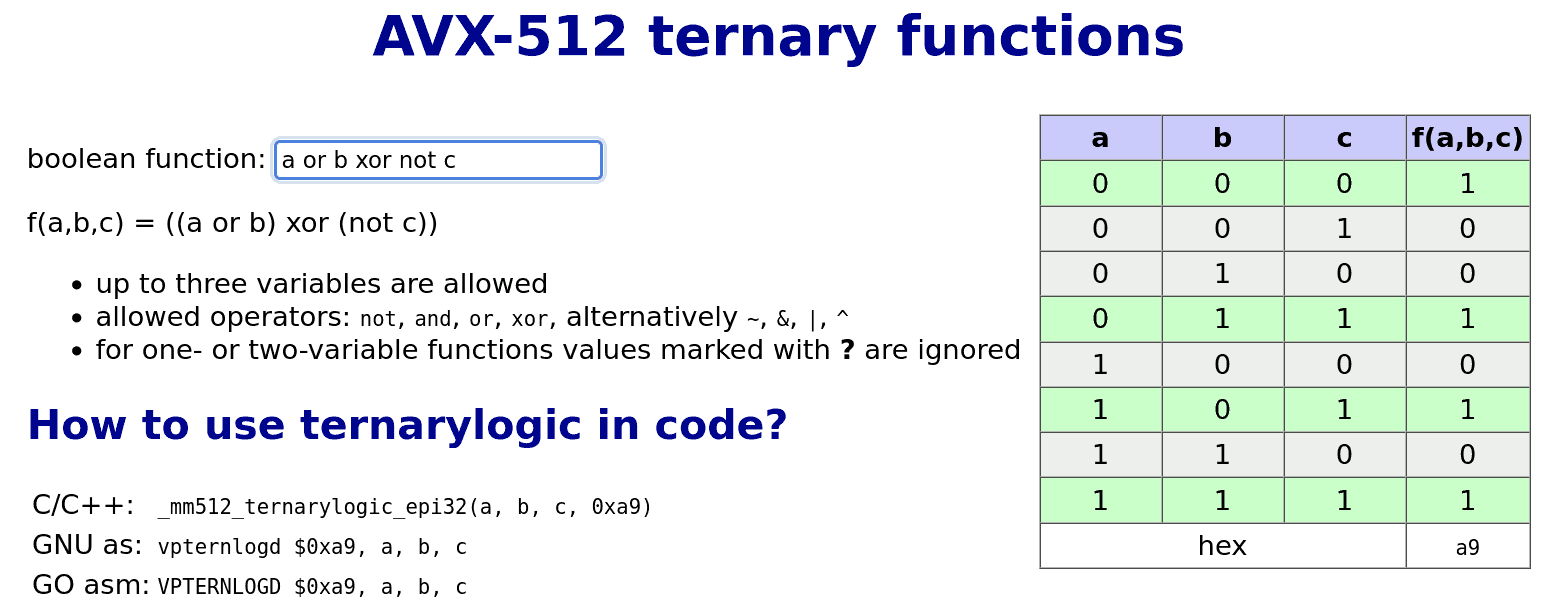 AVX-512 ternary functions
boolean function: a or b xor not c
f(a,b,c) = ((a or b) xor (not c))
• up to three variables are allowed
• allowed operators: not, and, or, xor, alternatively ~, &, |, ^
• for one- or two-variable functions values marked with ? are ignored
How to use ternarylogic in code?
C/C++: _mm512_ternarylogic_epi32(a, b, c, 0xa9)
GNU as: vpternlogd $0xa9, a, b, c
GO asm: VPTERNLOGD $0xa9, a, b, c
a b c f(a,b,c)
0 0 0 1
0 0 1 0
0 1 0 0
0 1 1 1
1 0 0 0
1 0 1 1
1 1 0 0
1 1 1 1
hex a9